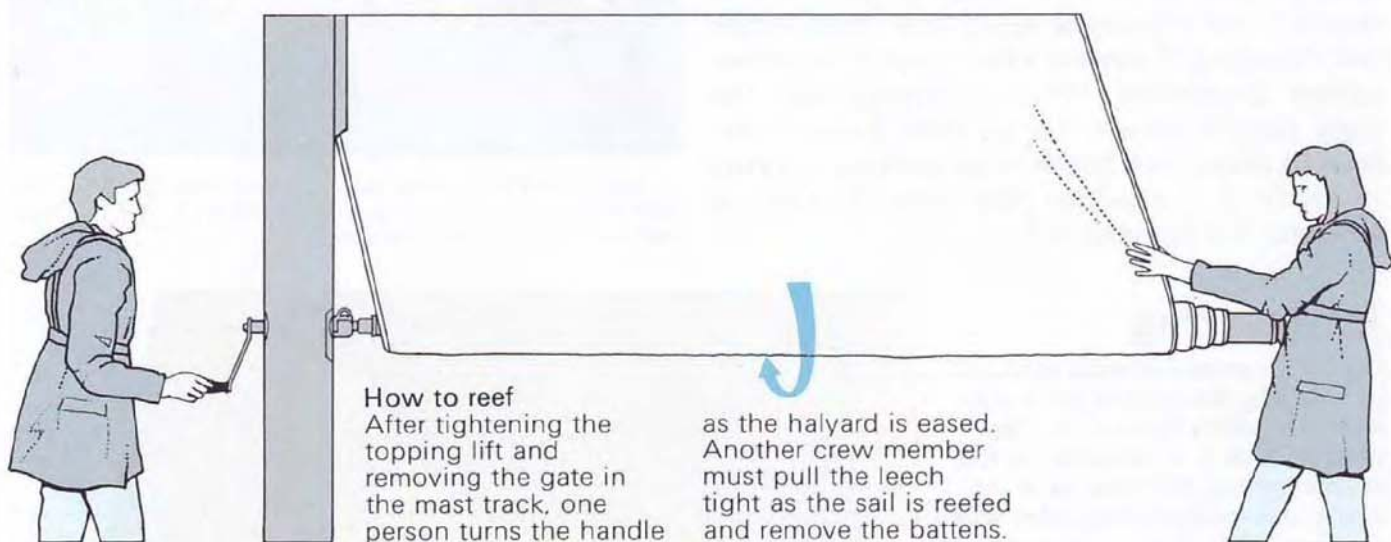 How to reef
After tightening the
topping lift and
removing the gate in
the mast track, one
person turns the handle
as the halyard is eased.
Another crew member
must pull the leech
tight as the sail is reefed
and remove the battens.